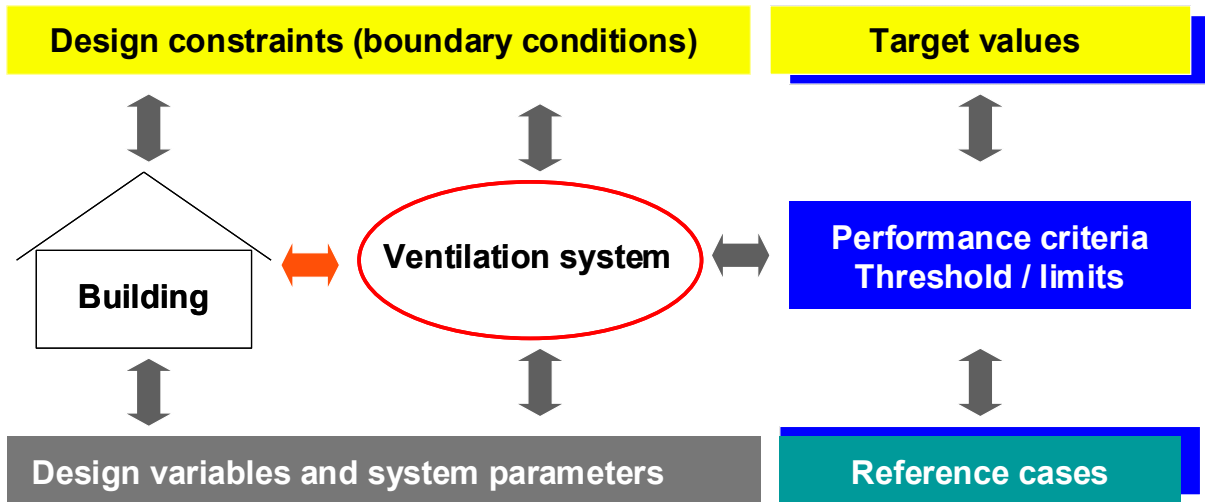 Design constraints (boundary conditions)
Target values
Building
Ventilation system
Performance criteria
Threshold / limits
Design variables and system parameters
Reference cases